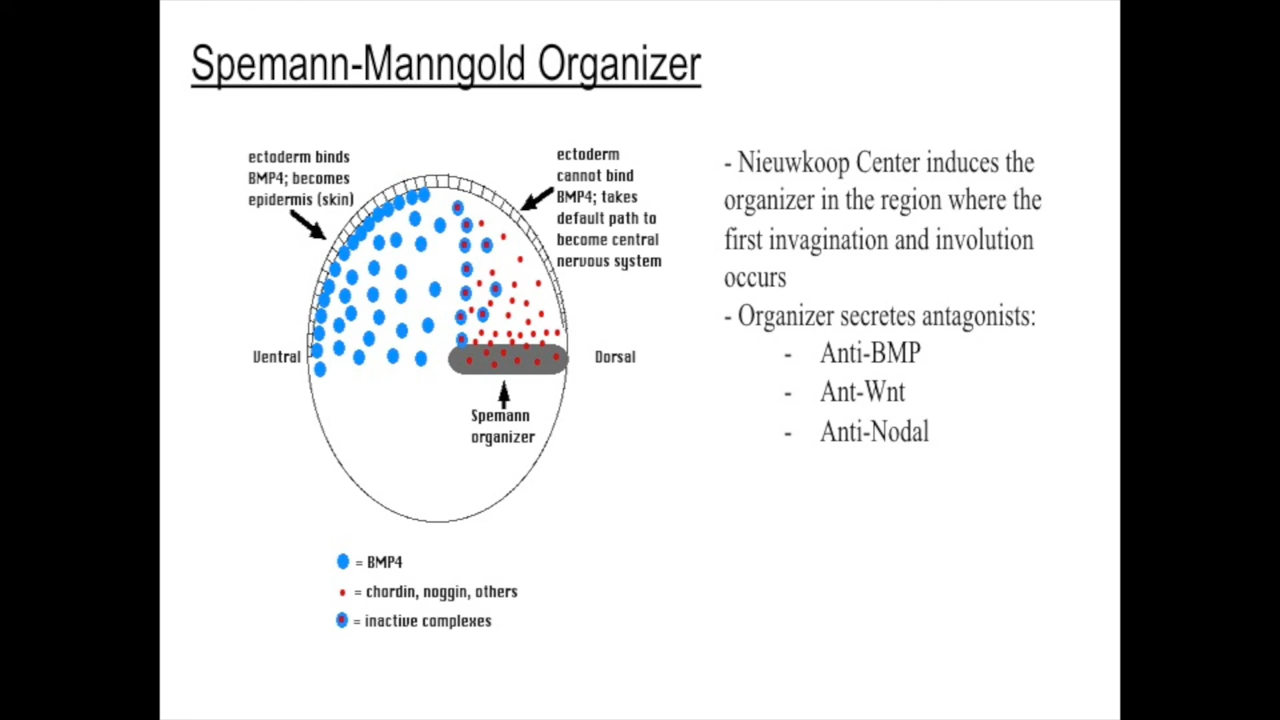 Spemann-Manngold Organizer
ectoderm binds
BMP4; becomes
epidermis (skin)
ectoderm
cannot bind
BMP4; takes
default path to
become central
nervous system
Ventral
Dorsal
Spemann
organizer
= BMP4
= chordin, noggin, others
= inactive complexes
- Nieuwkoop Center induces the
organizer in the region where the
first invagination and involution
occurs
- Organizer secretes antagonists:
- Anti-BMP
- Ant-Wnt
- Anti-Nodal